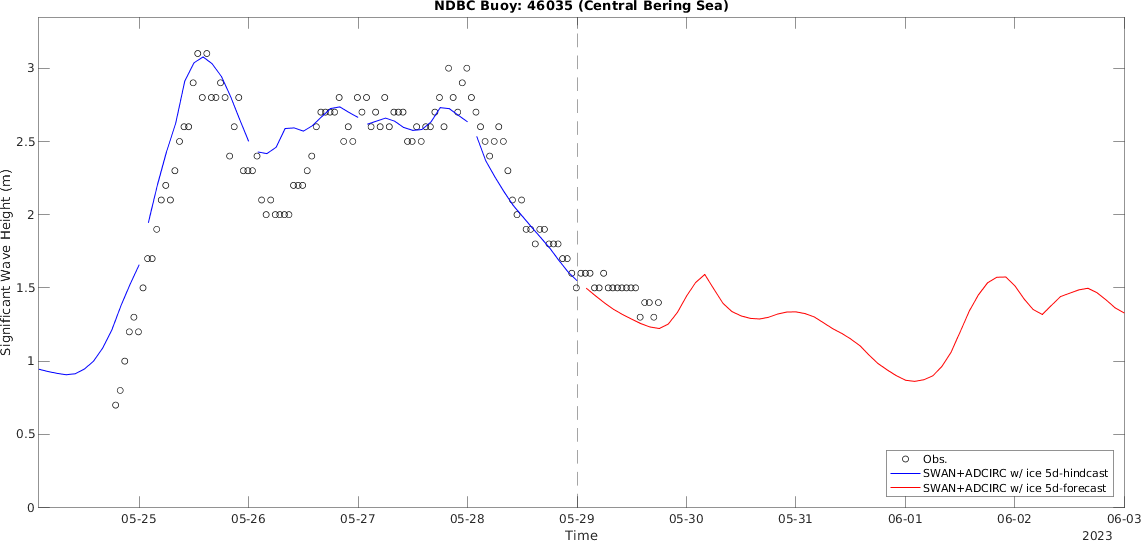 NDBC Buoy: 46035 (Central Bering Sea)
Significant Wave Height (m)
3
2.5
2
1.5
1
0.5
0
Obs.
SWAN+ADCIRC w/ ice 5d-hindcast
SWAN+ADCIRC w/ ice 5d-forecast
05-25 05-26 05-27 05-28 05-29 05-30 05-31 06-01 06-02 06-03
Time
2023